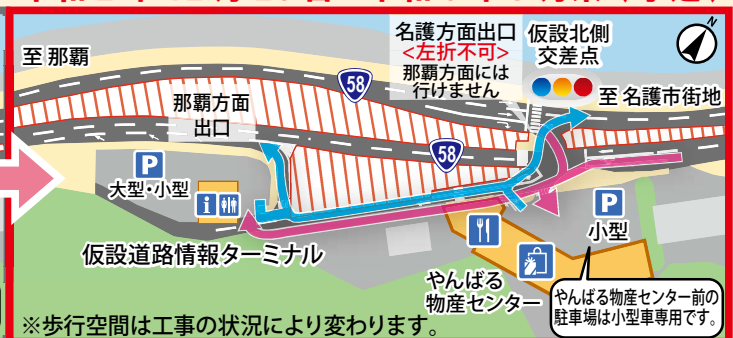 至 那覇
58
名護方面出口
<左折不可>
那覇方面には
行けません
仮設北側
交差点
N
至 名護市街地
那覇方面
出口
58
P
大型・小型
i
P
小型
仮設道路情報ターミナル
やんばる
物産センター
やんばる物産センター前の
駐車場は小型車専用です。
※歩行空間は工事の状況により変わります。